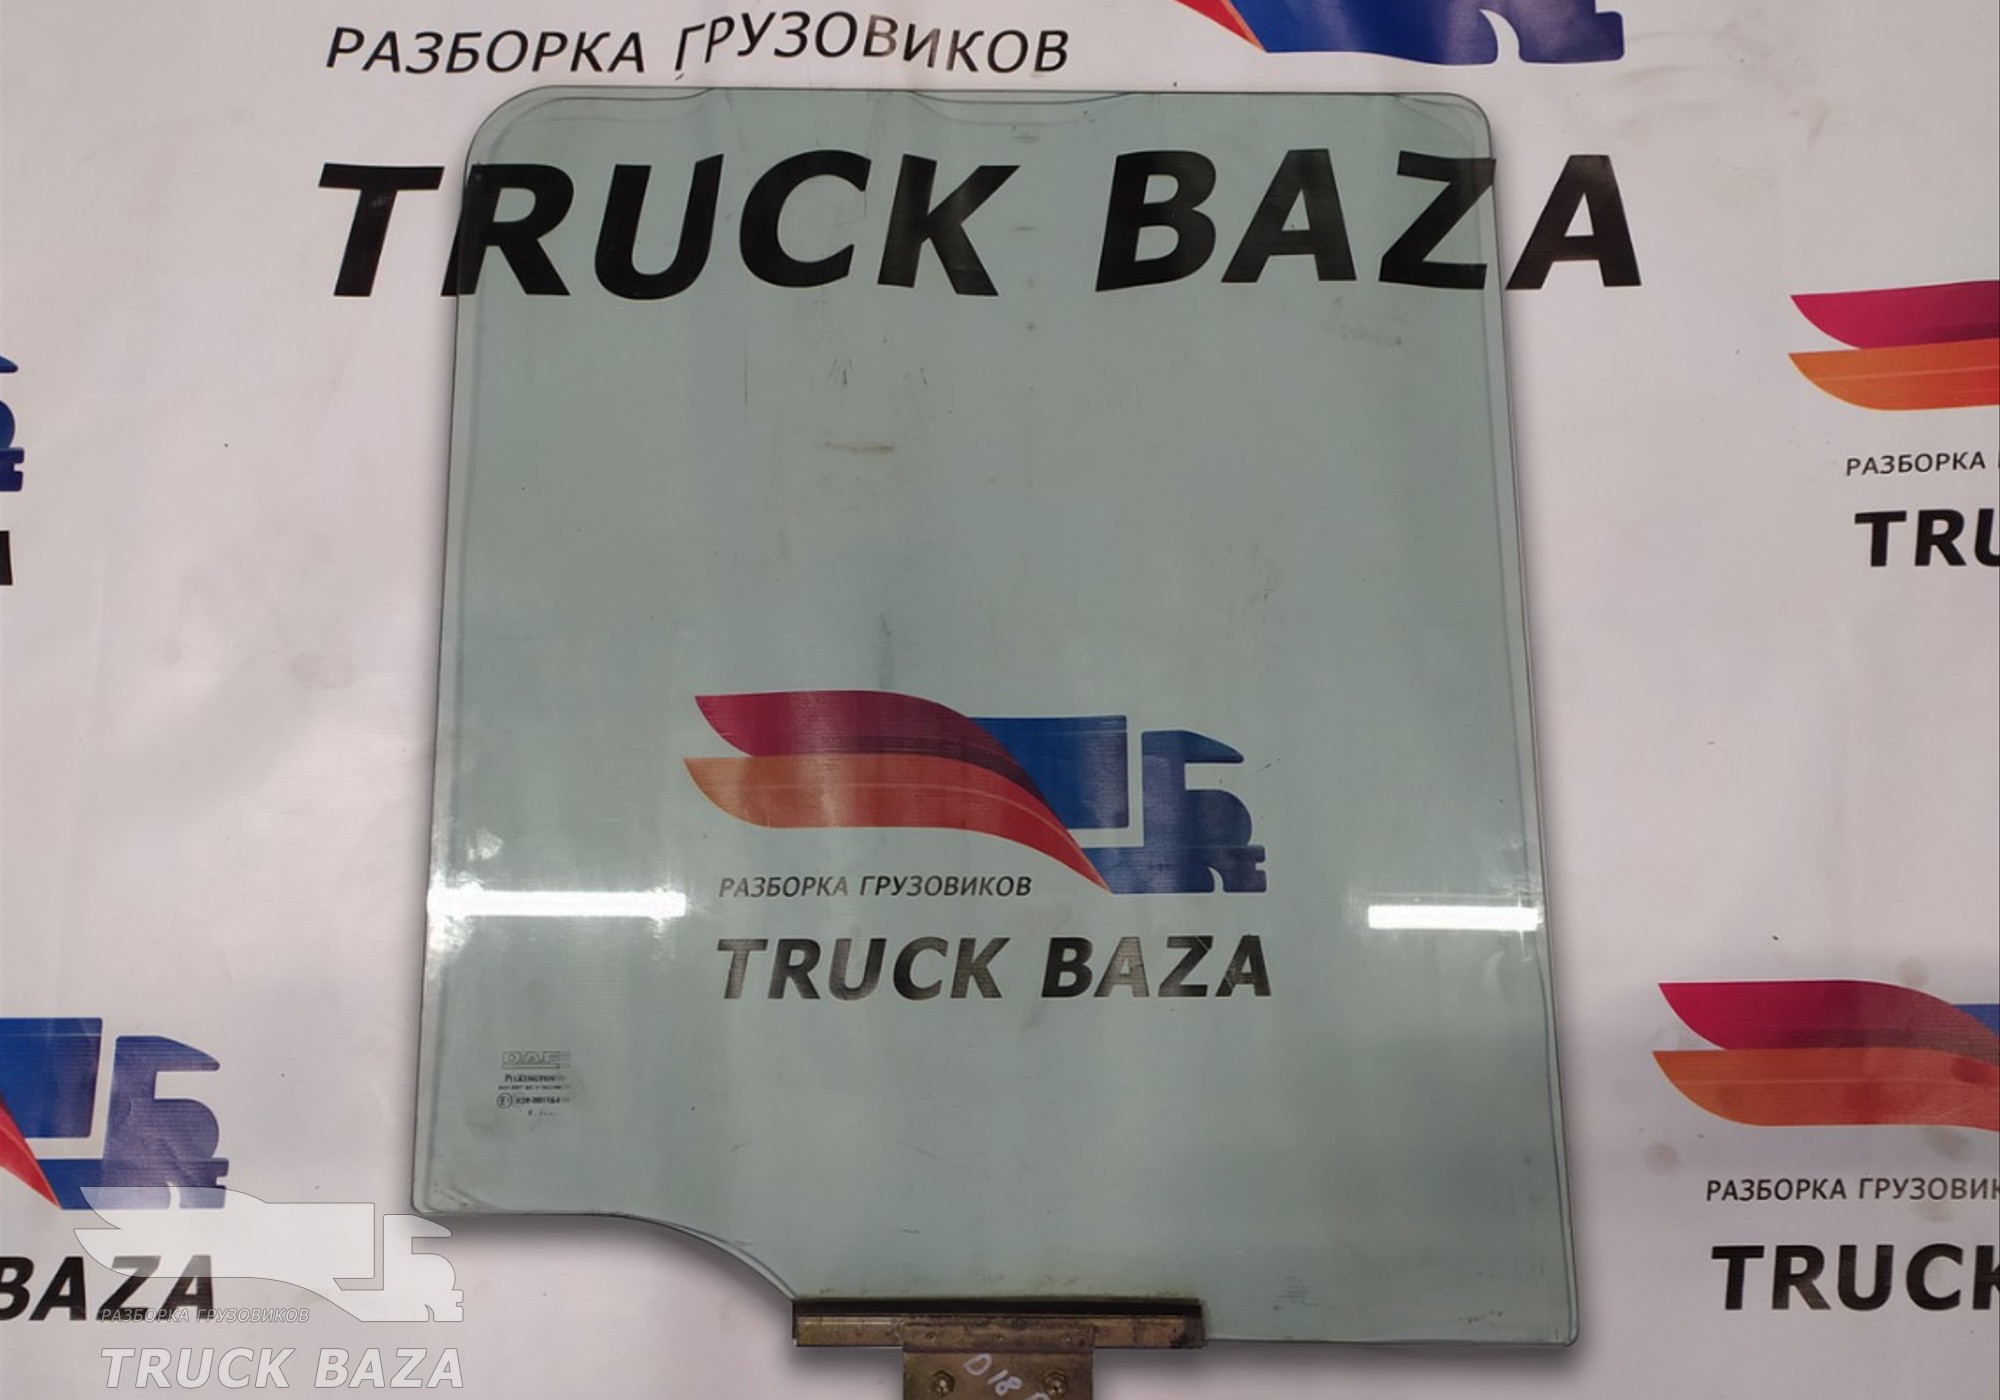 РАЗБОРКА ГРУЗОВИКОВ
TRUCK BAZA
РАЗБОРКА
TRU
РАЗБОРКА ГРУЗОВИКОВ
TRUCK BAZA
DAF
PILKINGTON
РАЗБОРКА ГРУЗОВИК
TRUCK
BAZA
РАЗБОРКА ГРУЗОВИКОВ
TRUCK BAZA
D18